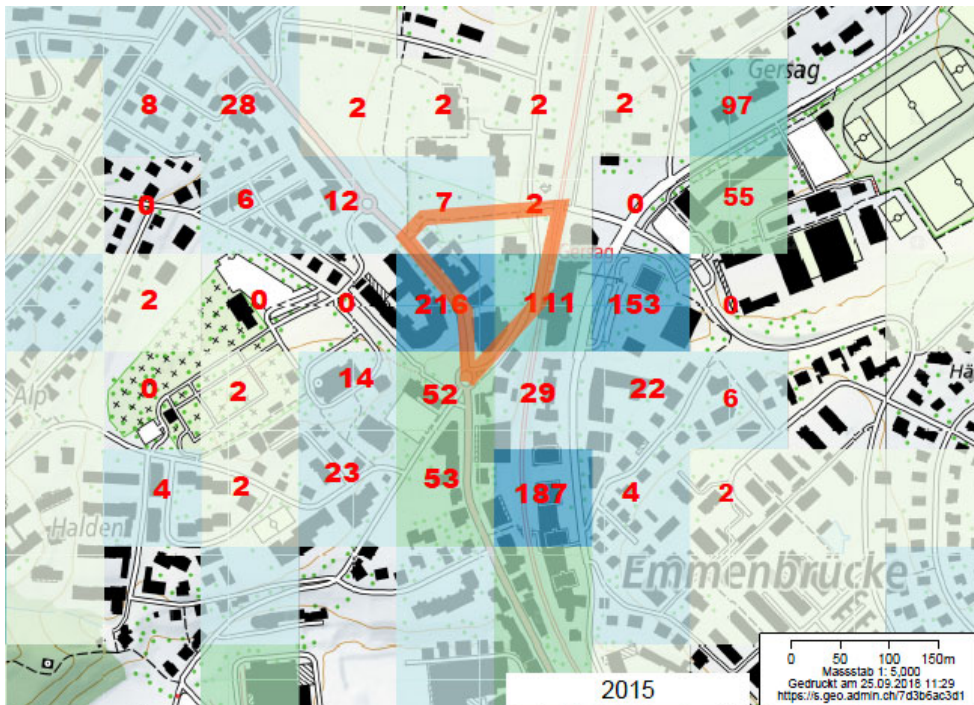 Gersag
8 28 2 2 2 2 97
0 6 12 7 2 0 55
Gersag
2 0 0 216 111 153 0
0 2 14 52 29 22 6
Alp
Hä
4 2 23 53 187 4 2
Halden
Emmenbrücke
0 50 100 150m
Massstab 1: 5,000
Gedruckt am 25.09.2018 11:29
https://s.geo.admin.ch/7d3b6ac3d1
2015